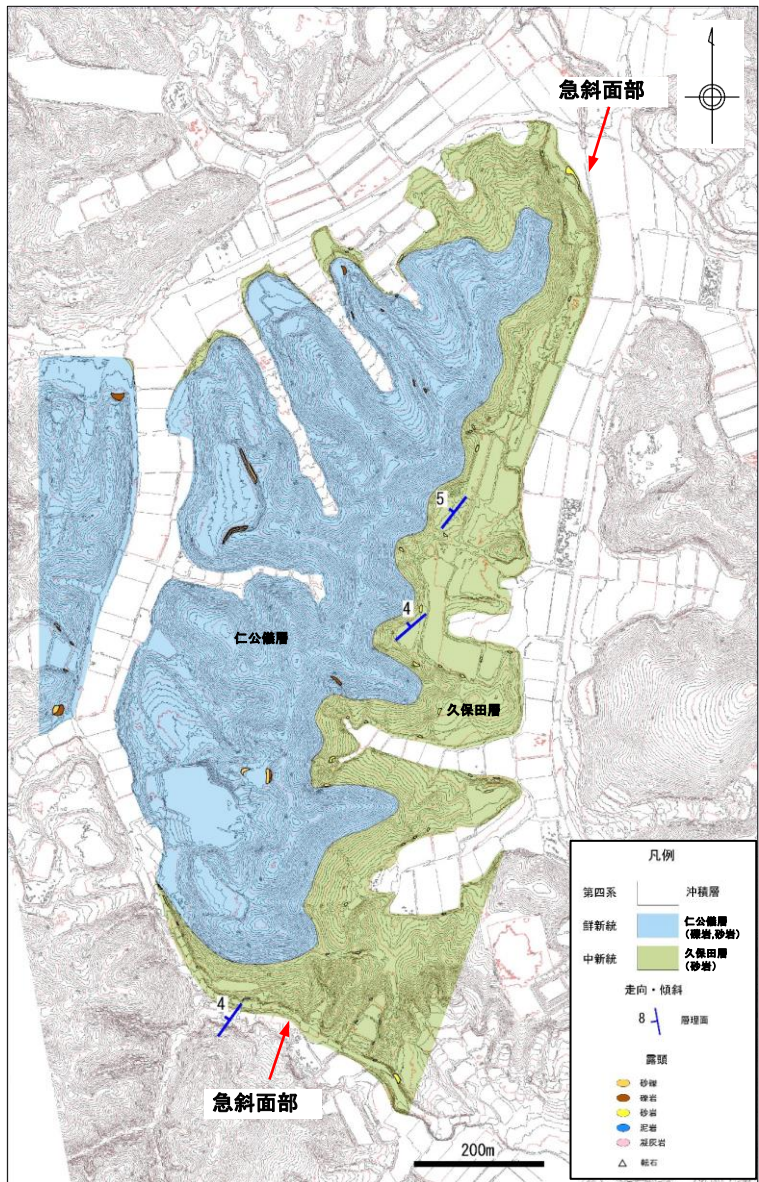 急斜面部
5
4
仁公儀層
久保田層
4
急斜面部
200m
凡例
第四系 沖積層
鮮新統 仁公儀層
(礫岩,砂岩)
中新統 久保田層
(砂岩)
走向・傾斜
8 層理面
露頭
砂礫
礫岩
砂岩
泥岩
凝灰岩
転石